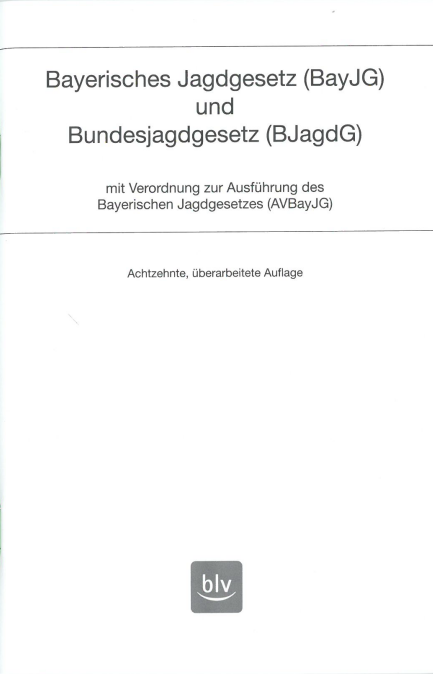 Bayerisches Jagdgesetz (BayJG)
und
Bundesjagdgesetz (BJagdG)
mit Verordnung zur Ausführung des
Bayerischen Jagdgesetzes (AVBayJG)
Achtzehnte, überarbeitete Auflage
blv